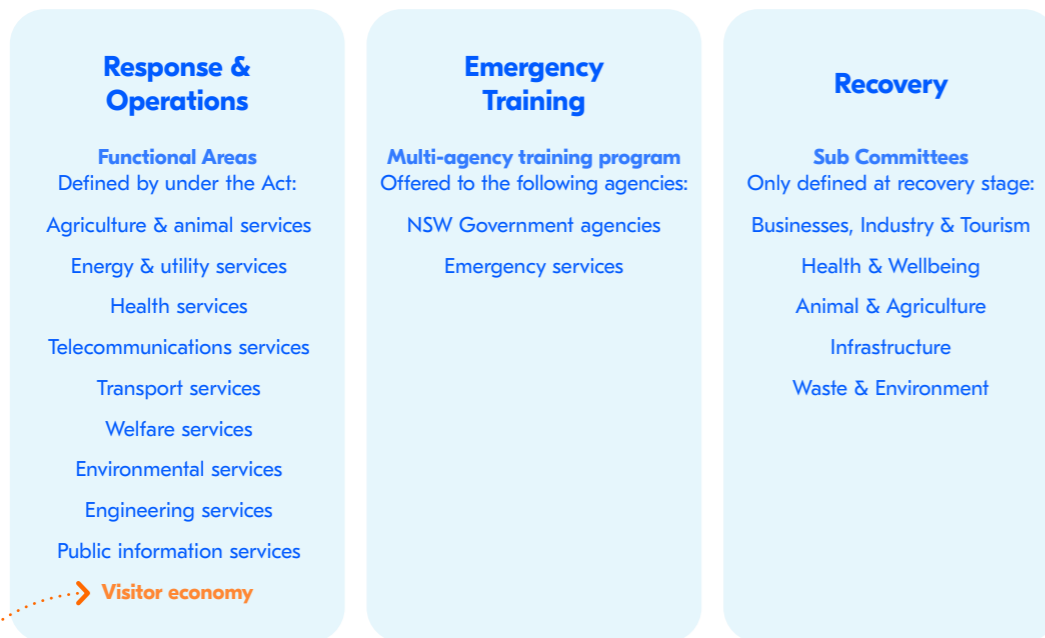 Response &
Operations
Functional Areas
Defined by under the Act:
Agriculture & animal services
Energy & utility services
Health services
Telecommunications services
Transport services
Welfare services
Environmental services
Engineering services
Public information services
Visitor economy
Emergency
Training
Multi-agency training program
Offered to the following agencies:
NSW Government agencies
Emergency services
Recovery
Sub Committees
Only defined at recovery stage:
Businesses, Industry & Tourism
Health & Wellbeing
Animal & Agriculture
Infrastructure
Waste & Environment